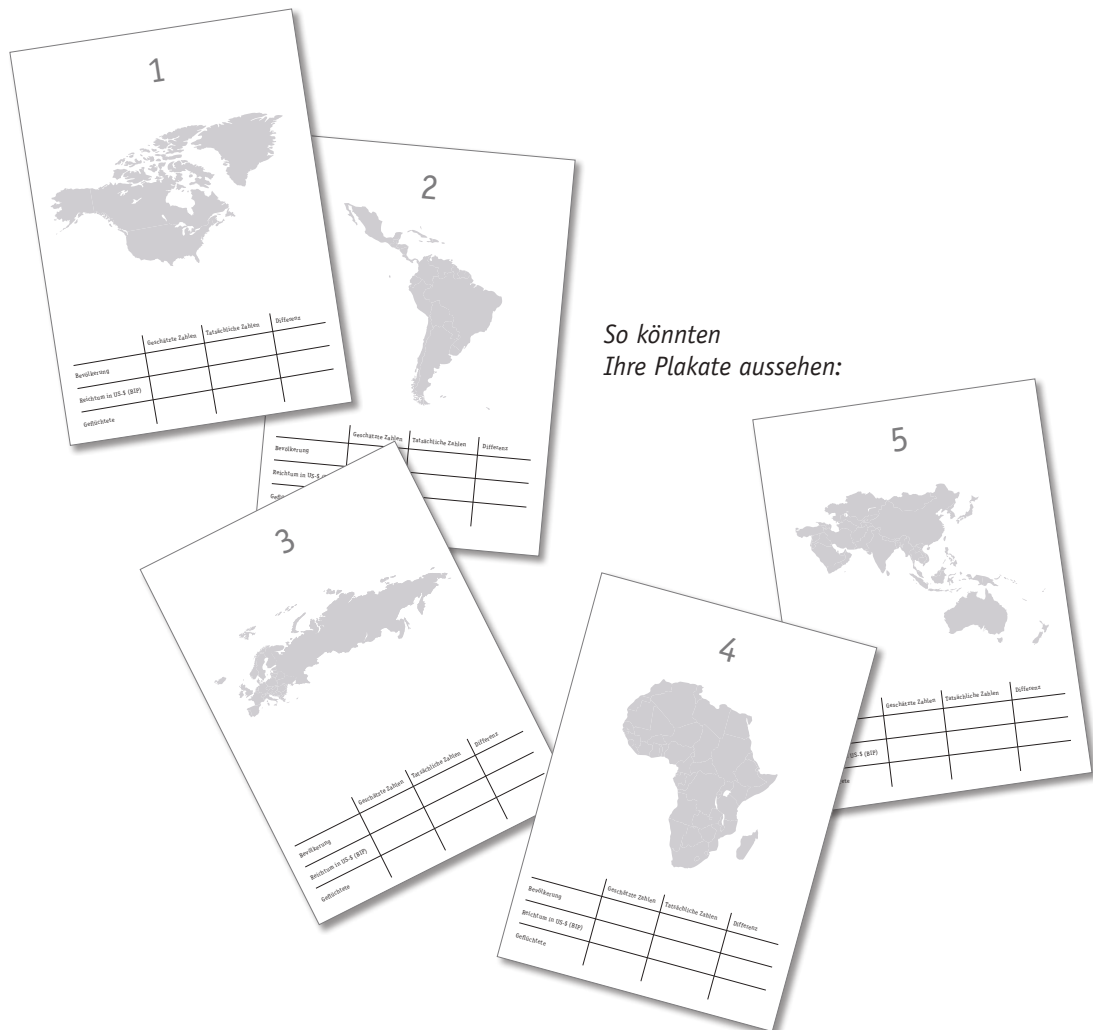 1
Geschätzte Zahlen Tatsächliche Zahlen Differenz
Bevölkerung
Reichtum in US-$ (BIP)
Geflüchtete
2
Geschätzte Zahlen Tatsächliche Zahlen Differenz
Bevölkerung
Reichtum in US-$
So könnten
Ihre Plakate aussehen:
3
Geschätzte Zahlen Tatsächliche Zahlen Differenz
Bevölkerung
Reichtum in US-$ (BIP)
Geflüchtete
4
Geschätzte Zahlen Tatsächliche Zahlen Differenz
Bevölkerung
Reichtum in US-$ (BIP)
Geflüchtete
5
Geschätzte Zahlen Tatsächliche Zahlen Differenz
US-$ (BIP)